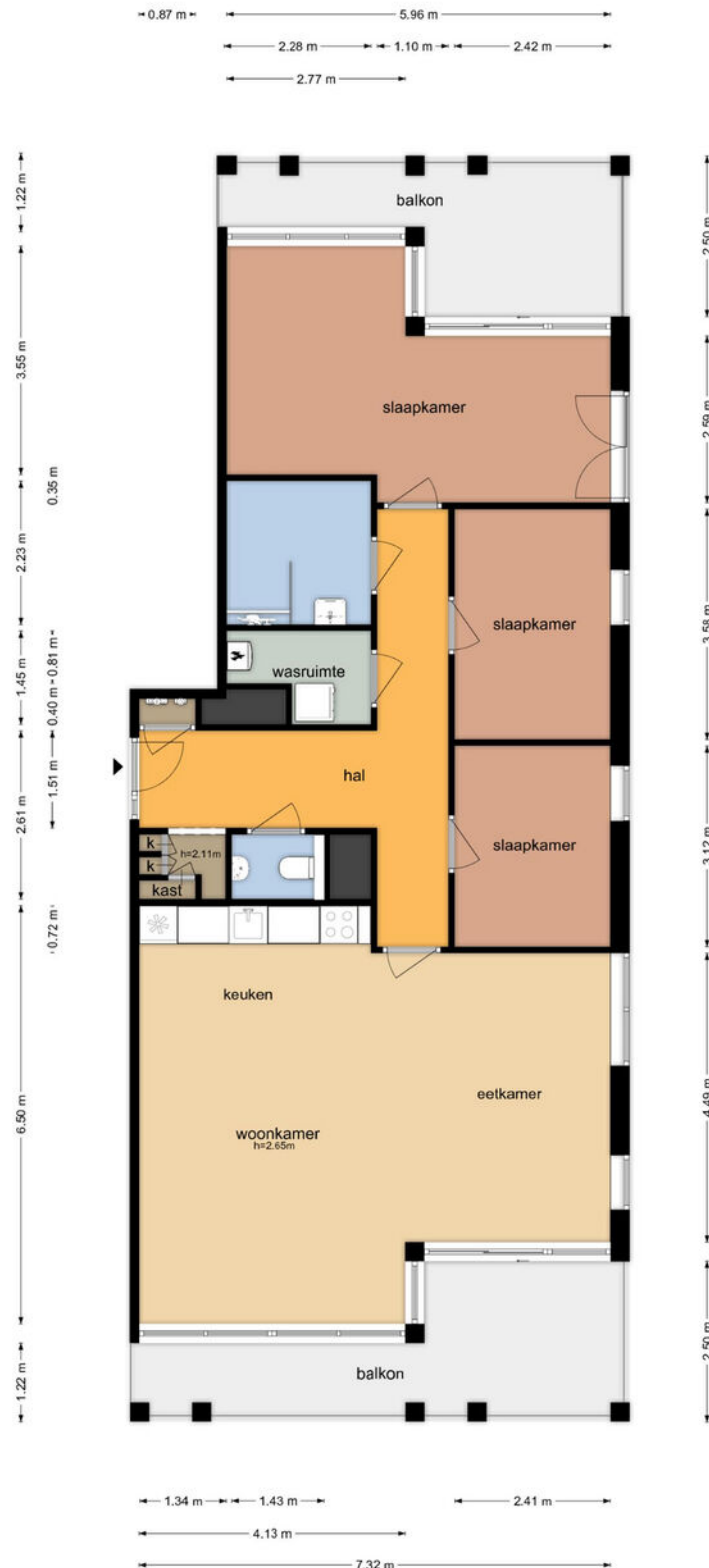 0.87 m
5.96 m
2.28 m
1.10 m
2.42 m
2.77 m
1.22 m
2.50 m
balkon
3.55 m
2.59 m
slaapkamer
0.35 m
2.23 m
3.58 m
slaapkamer
1.45 m
0.81 m
0.40 m
wasruimte
1.51 m
hal
2.61 m
3.12 m
slaapkamer
k
h=2.11m
k
kast
0.72 m
keuken
6.50 m
4.49 m
eetkamer
woonkamer
h=2.65m
1.22 m
2.50 m
balkon
1.34 m
1.43 m
2.41 m
4.13 m
7.32 m